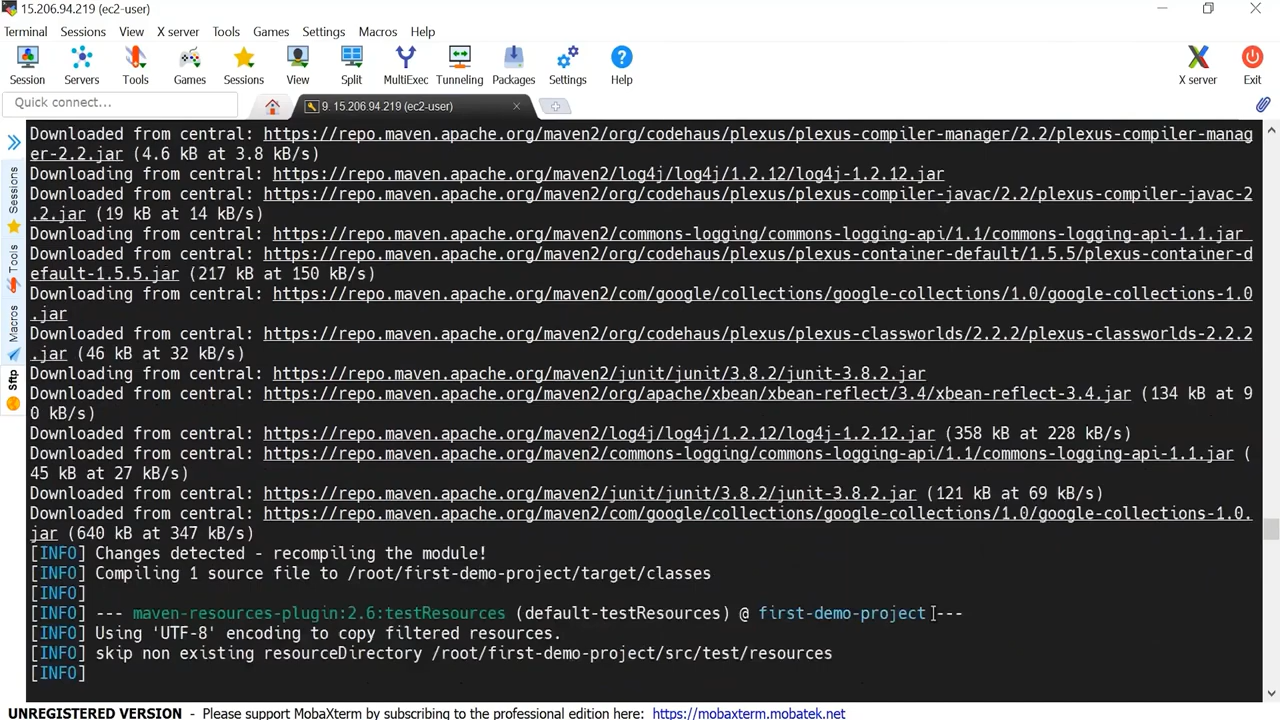 15.206.94.219 (ec2-user)
Terminal Sessions View X server Tools Games Settings Macros Help
Session Servers Tools Games Sessions View Split MultiExec Tunneling Packages Settings Help X server Exit
Quick connect...
9. 15.206.94.219 (ec2-user)
Sessions
Tools
Macros
Sftp
Downloaded from central: https://repo.maven.apache.org/maven2/org/codehaus/plexus/plexus-compiler-manager/2.2/plexus-compiler-manag
er-2.2.jar (4.6 kB at 3.8 kB/s)
Downloading from central: https://repo.maven.apache.org/maven2/log4j/log4j/1.2.12/log4j-1.2.12.jar
Downloaded from central: https://repo.maven.apache.org/maven2/org/codehaus/plexus/plexus-compiler-javac/2.2/plexus-compiler-javac-2
.2.jar (19 kB at 14 kB/s)
Downloading from central: https://repo.maven.apache.org/maven2/commons-logging/commons-logging-api/1.1/commons-logging-api-1.1.jar
Downloaded from central: https://repo.maven.apache.org/maven2/org/codehaus/plexus/plexus-container-default/1.5.5/plexus-container-d
efault-1.5.5.jar (217 kB at 150 kB/s)
Downloading from central: https://repo.maven.apache.org/maven2/com/google/collections/google-collections/1.0/google-collections-1.0
.jar
Downloaded from central: https://repo.maven.apache.org/maven2/org/codehaus/plexus/plexus-classworlds/2.2.2/plexus-classworlds-2.2.2
.jar (46 kB at 32 kB/s)
Downloading from central: https://repo.maven.apache.org/maven2/junit/junit/3.8.2/junit-3.8.2.jar
Downloaded from central: https://repo.maven.apache.org/maven2/org/apache/xbean/xbean-reflect/3.4/xbean-reflect-3.4.jar (134 kB at 9
0 kB/s)
Downloaded from central: https://repo.maven.apache.org/maven2/log4j/log4j/1.2.12/log4j-1.2.12.jar (358 kB at 228 kB/s)
Downloaded from central: https://repo.maven.apache.org/maven2/commons-logging/commons-logging-api/1.1/commons-logging-api-1.1.jar (
45 kB at 27 kB/s)
Downloaded from central: https://repo.maven.apache.org/maven2/junit/junit/3.8.2/junit-3.8.2.jar (121 kB at 69 kB/s)
Downloaded from central: https://repo.maven.apache.org/maven2/com/google/collections/google-collections/1.0/google-collections-1.0.
jar (640 kB at 347 kB/s)
[INFO] Changes detected - recompiling the module!
[INFO] Compiling 1 source file to /root/first-demo-project/target/classes
[INFO]
[INFO] --- maven-resources-plugin:2.6:testResources (default-testResources) @ first-demo-project ---
[INFO] Using 'UTF-8' encoding to copy filtered resources.
[INFO] skip non existing resourceDirectory /root/first-demo-project/src/test/resources
[INFO]
UNREGISTERED VERSION - Please support MobaXterm by subscribing to the professional edition here: https://mobaxterm.mobatek.net